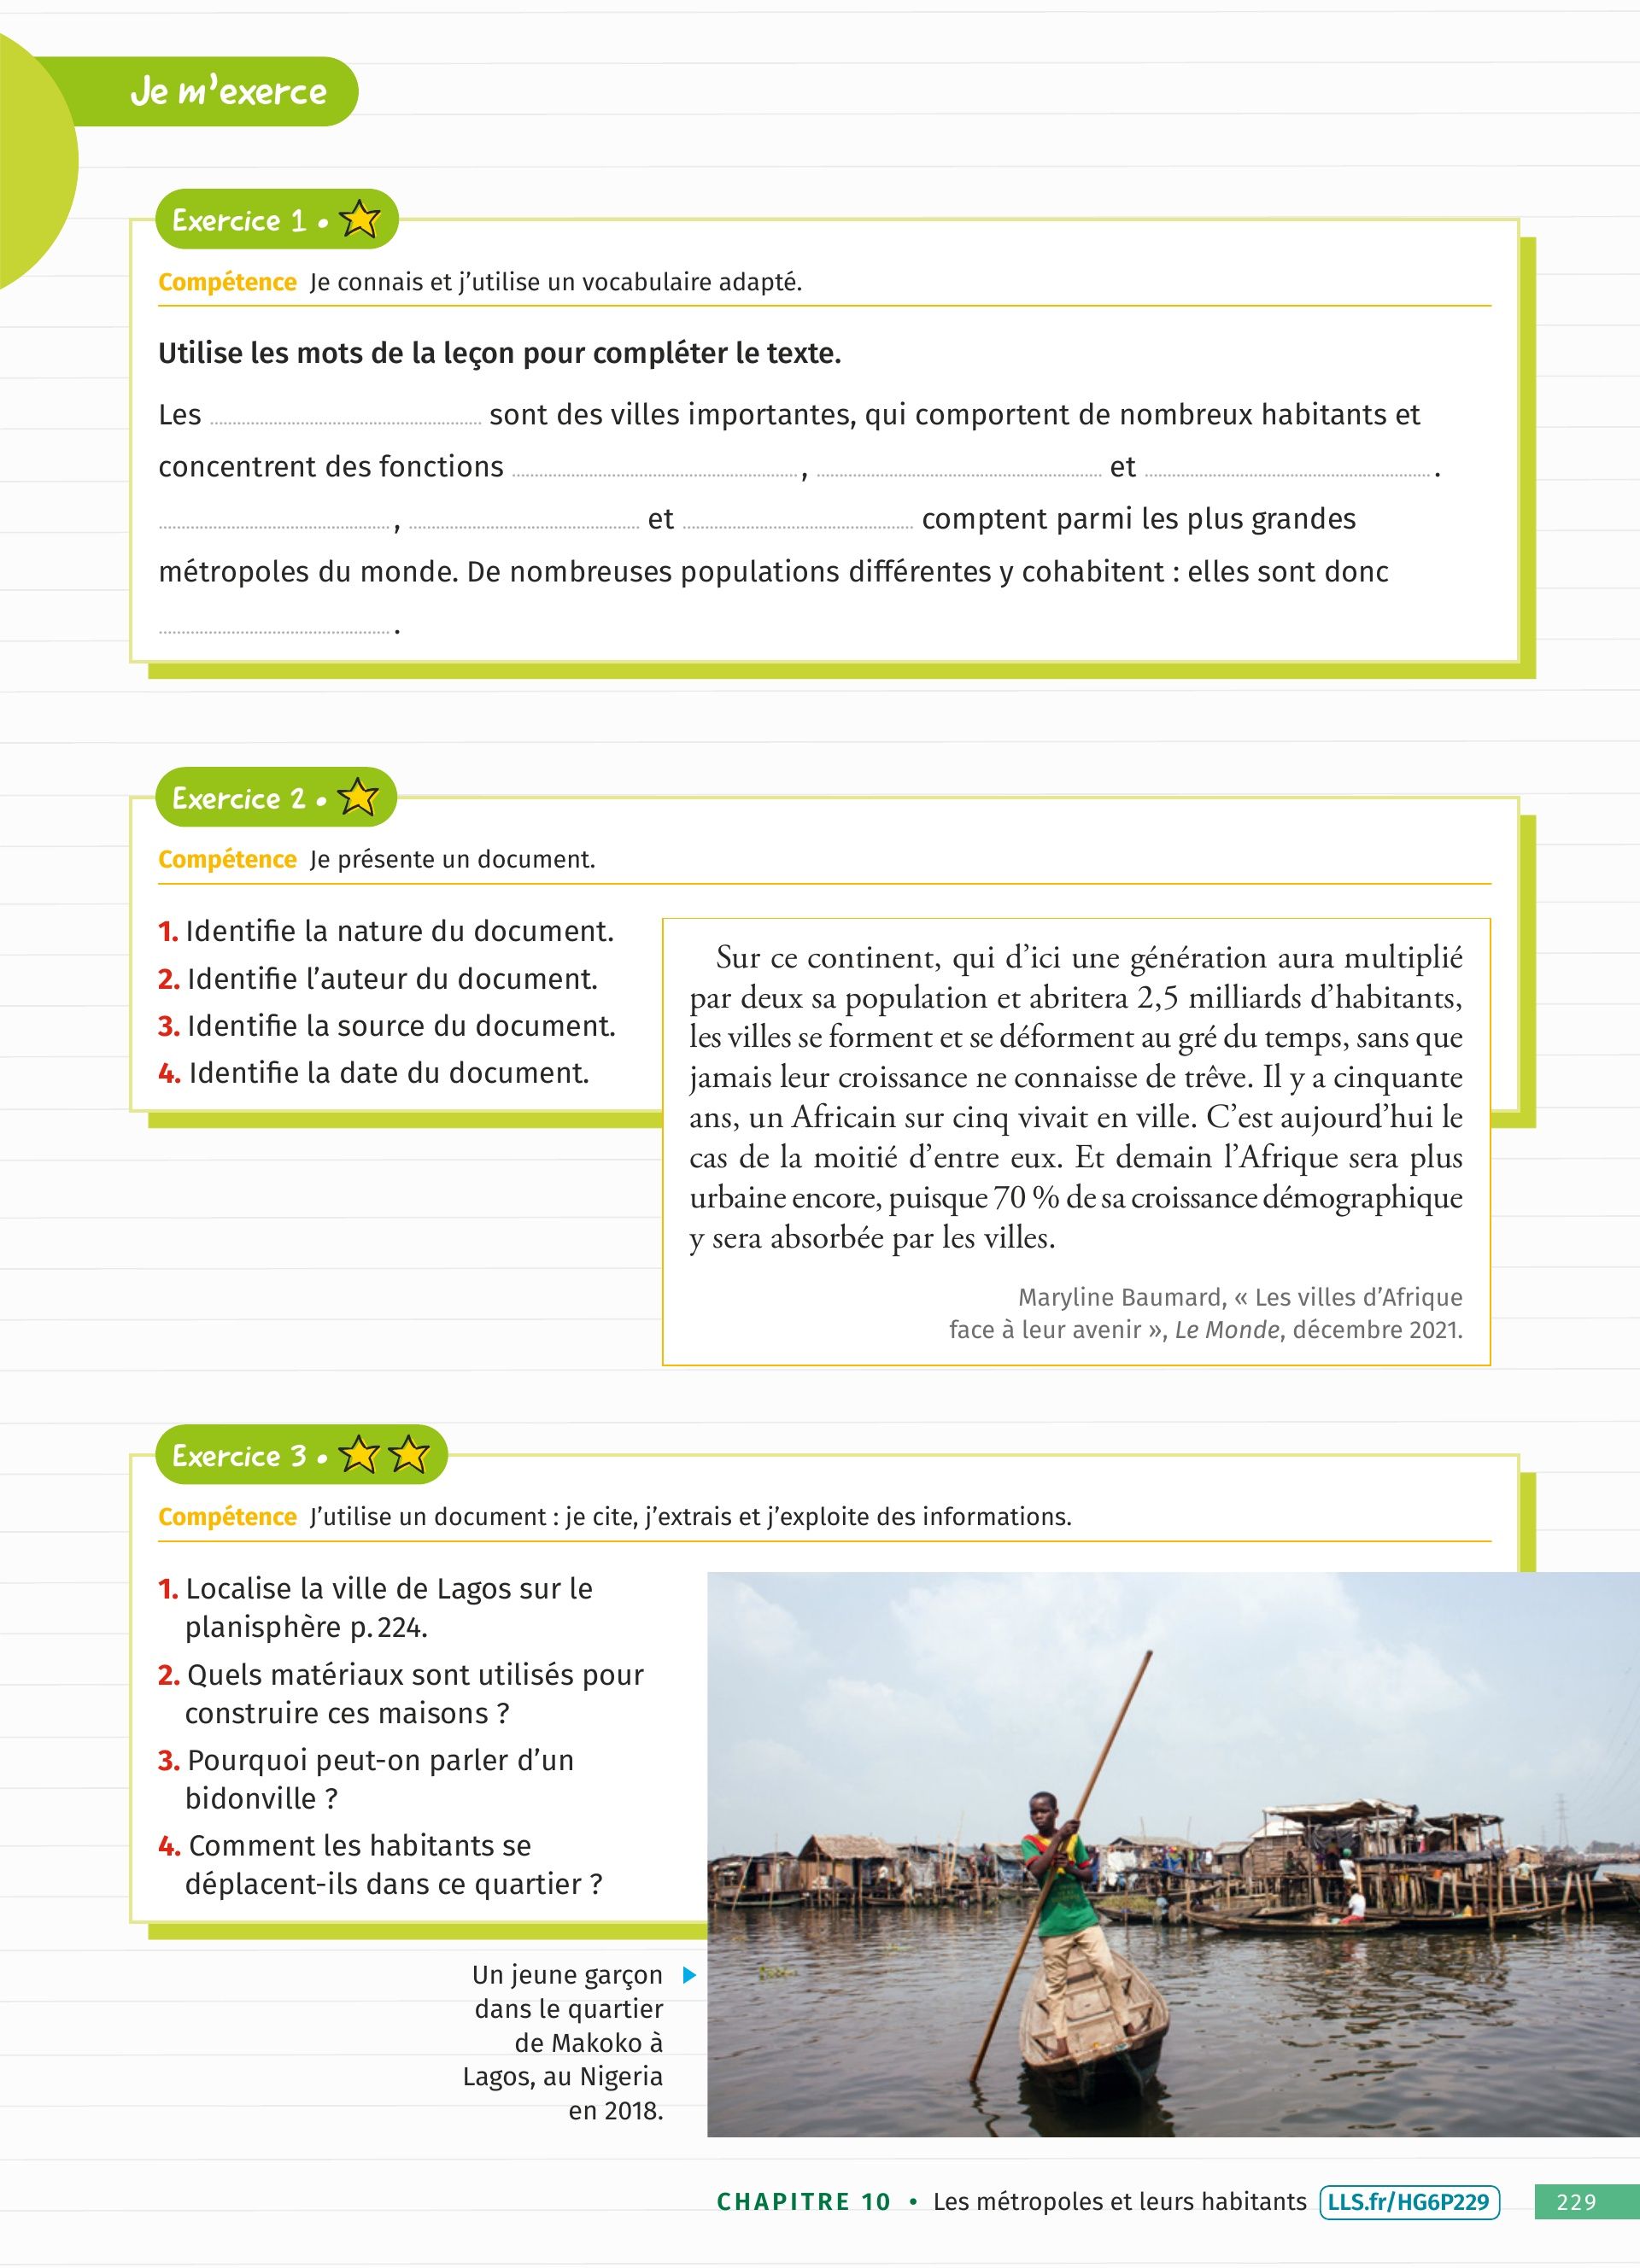 Je m’exerce
Exercice 1 •
Compétence Je connais et j’utilise un vocabulaire adapté.
Utilise les mots de la leçon pour compléter le texte.
Les ........ sont des villes importantes, qui comportent de nombreux habitants et
concentrent des fonctions ........ , ........ et ........ .
........ , ........ et ........ comptent parmi les plus grandes
métropoles du monde. De nombreuses populations différentes y cohabitent : elles sont donc
........ .
Exercice 2 •
Compétence Je présente un document.
1. Identifie la nature du document.
2. Identifie l’auteur du document.
3. Identifie la source du document.
4. Identifie la date du document.
Sur ce continent, qui d’ici une génération aura multiplié
par deux sa population et abritera 2,5 milliards d’habitants,
les villes se forment et se déforment au gré du temps, sans que
jamais leur croissance ne connaisse de trêve. Il y a cinquante
ans, un Africain sur cinq vivait en ville. C’est aujourd’hui le
cas de la moitié d’entre eux. Et demain l’Afrique sera plus
urbaine encore, puisque 70 % de sa croissance démographique
y sera absorbée par les villes.
Maryline Baumard, « Les villes d’Afrique
face à leur avenir », Le Monde, décembre 2021.
Exercice 3 •
Compétence J’utilise un document : je cite, j’extrais et j’exploite des informations.
1. Localise la ville de Lagos sur le
planisphère p. 224.
2. Quels matériaux sont utilisés pour
construire ces maisons ?
3. Pourquoi peut-on parler d’un
bidonville ?
4. Comment les habitants se
déplacent-ils dans ce quartier ?
Un jeune garçon
dans le quartier
de Makoko à
Lagos, au Nigeria
en 2018.
CHAPITRE 10 • Les métropoles et leurs habitants LLS.fr/HG6P229 229